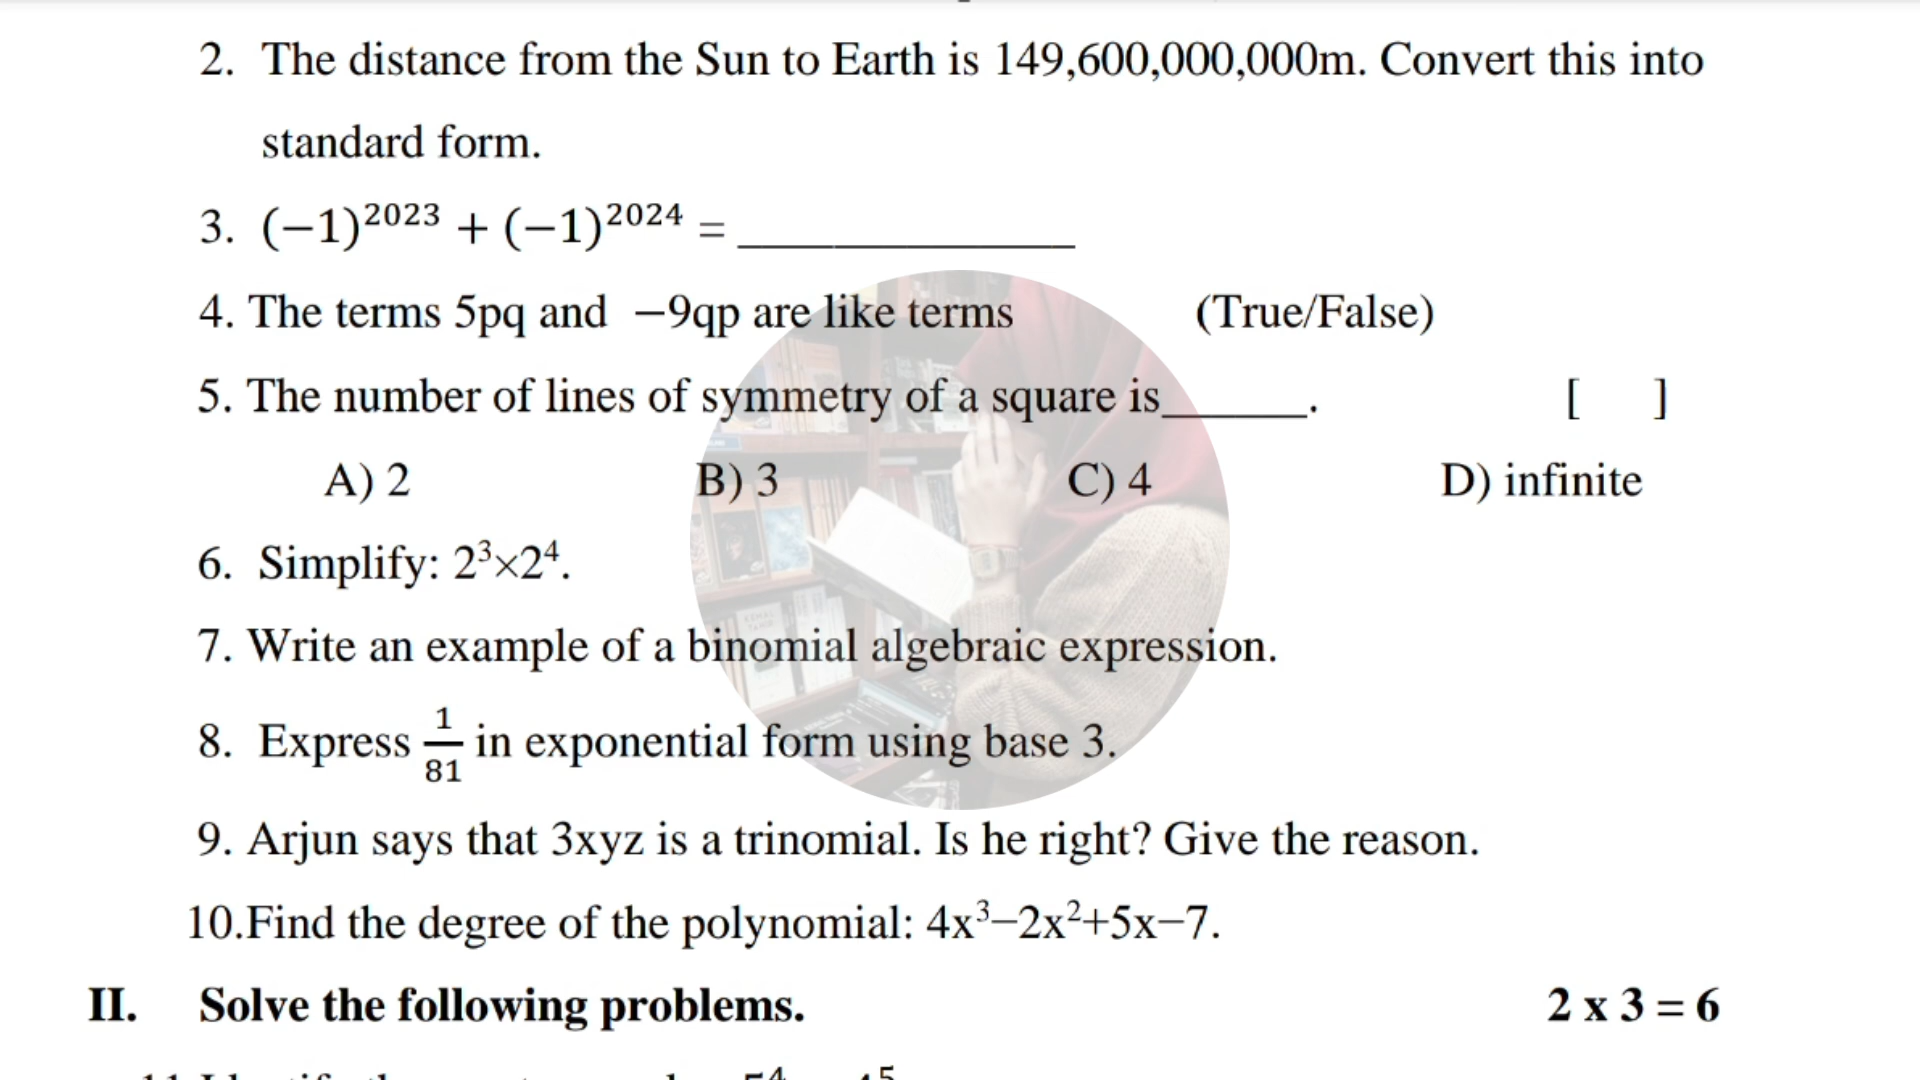 2. The distance from the Sun to Earth is 149,600,000,000m. Convert this into
standard form.
3. (−1)²⁰²³ + (−1)²⁰²⁴ = ______________
4. The terms 5pq and −9qp are like terms (True/False)
5. The number of lines of symmetry of a square is______. [ ]
A) 2 B) 3 C) 4 D) infinite
6. Simplify: 2³×2⁴.
7. Write an example of a binomial algebraic expression.
8. Express 1/81 in exponential form using base 3.
9. Arjun says that 3xyz is a trinomial. Is he right? Give the reason.
10.Find the degree of the polynomial: 4x³−2x²+5x−7.
II. Solve the following problems. 2 x 3 = 6